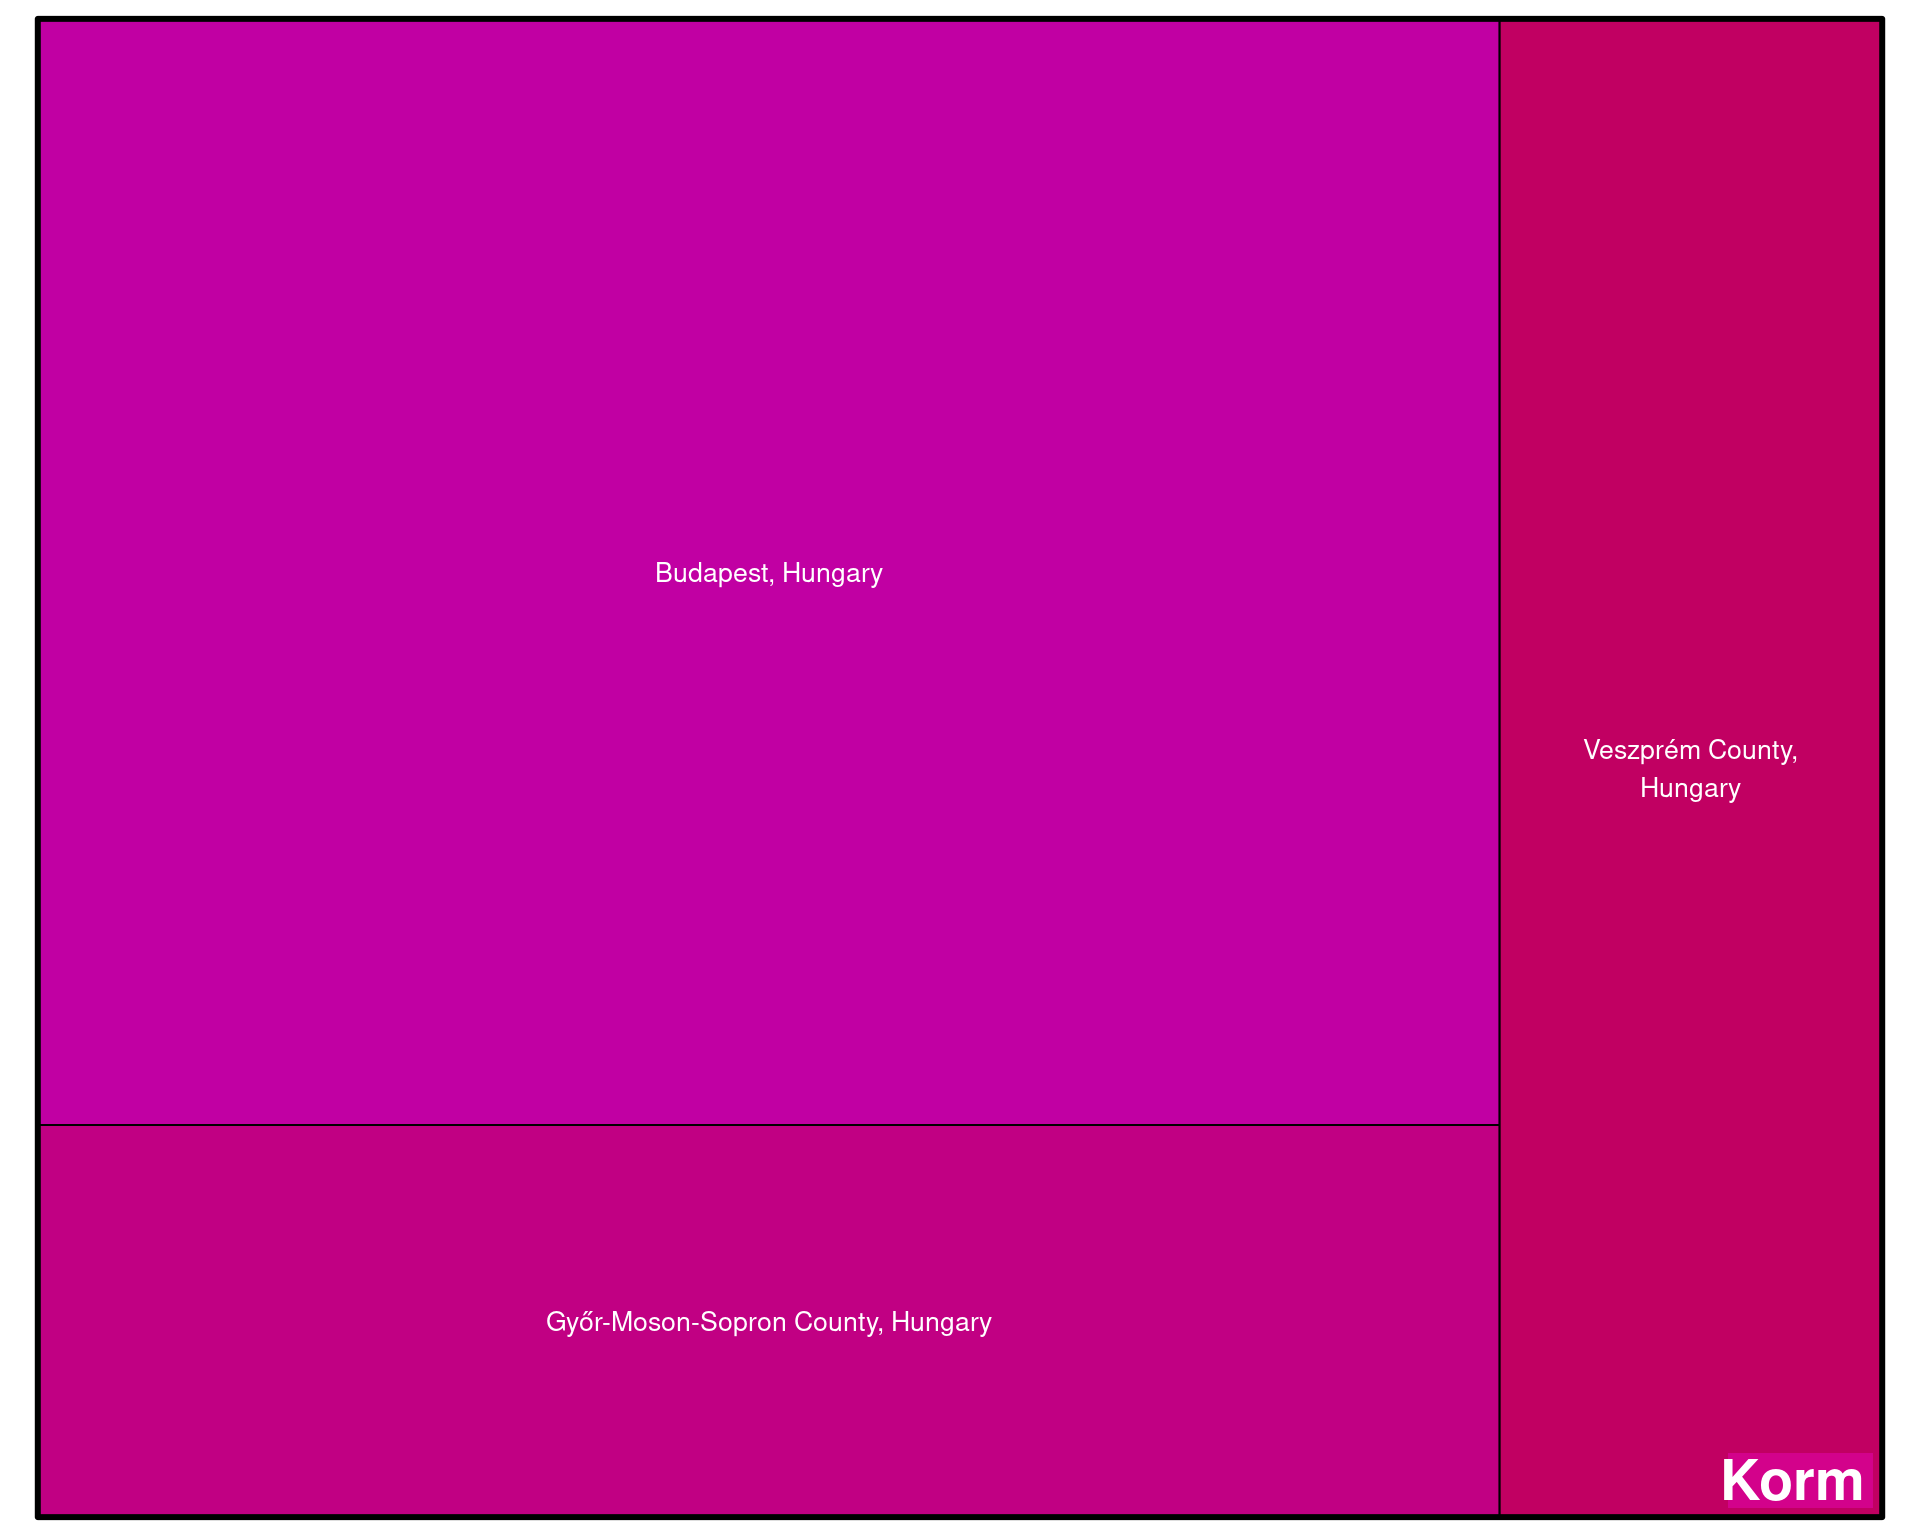 Budapest, Hungary
Veszprém County,
Hungary
Győr-Moson-Sopron County, Hungary
Korm